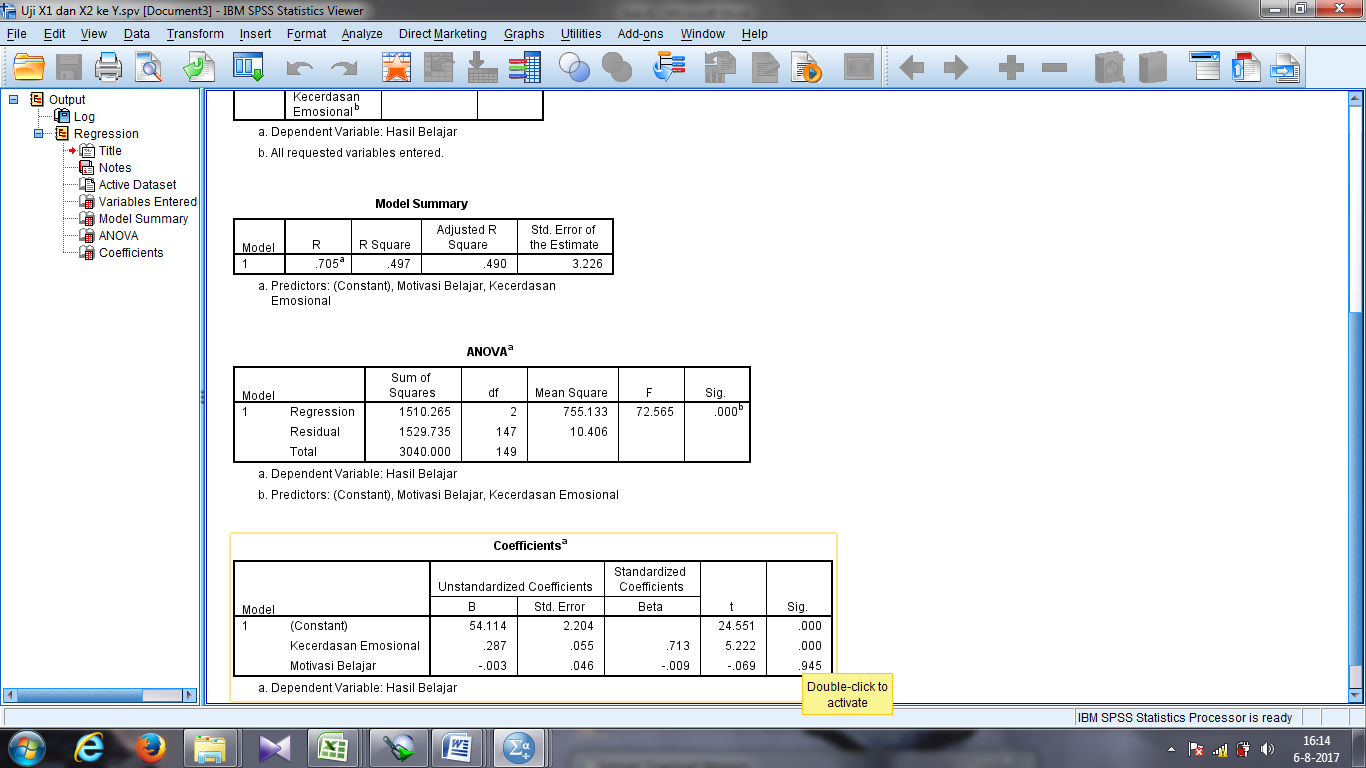 Uji X1 dan X2 ke Y.spv [Document3] - IBM SPSS Statistics Viewer
File Edit View Data Transform Insert Format Analyze Direct Marketing Graphs Utilities Add-ons Window Help
Output
Log
Regression
Title
Notes
Active Dataset
Variables Entered
Model Summary
ANOVA
Coefficients
Kecerdasan
Emosional b
a. Dependent Variable: Hasil Belajar
b. All requested variables entered.
Model Summary
Model R R Square Adjusted R Square Std. Error of the Estimate
1 .705a .497 .490 3.226
a. Predictors: (Constant), Motivasi Belajar, Kecerdasan
Emosional
ANOVAa
Model Sum of Squares df Mean Square F Sig.
1 Regression 1510.265 2 755.133 72.565 .000b
Residual 1529.735 147 10.406
Total 3040.000 149
a. Dependent Variable: Hasil Belajar
b. Predictors: (Constant), Motivasi Belajar, Kecerdasan Emosional
Coefficientsa
Model Unstandardized Coefficients Standardized Coefficients t Sig.
B Std. Error Beta
1 (Constant) 54.114 2.204 24.551 .000
Kecerdasan Emosional .287 .055 .713 5.222 .000
Motivasi Belajar -.003 .046 -.009 -.069 .945
a. Dependent Variable: Hasil Belajar
Double-click to
activate
IBM SPSS Statistics Processor is ready
16:14
6-8-2017